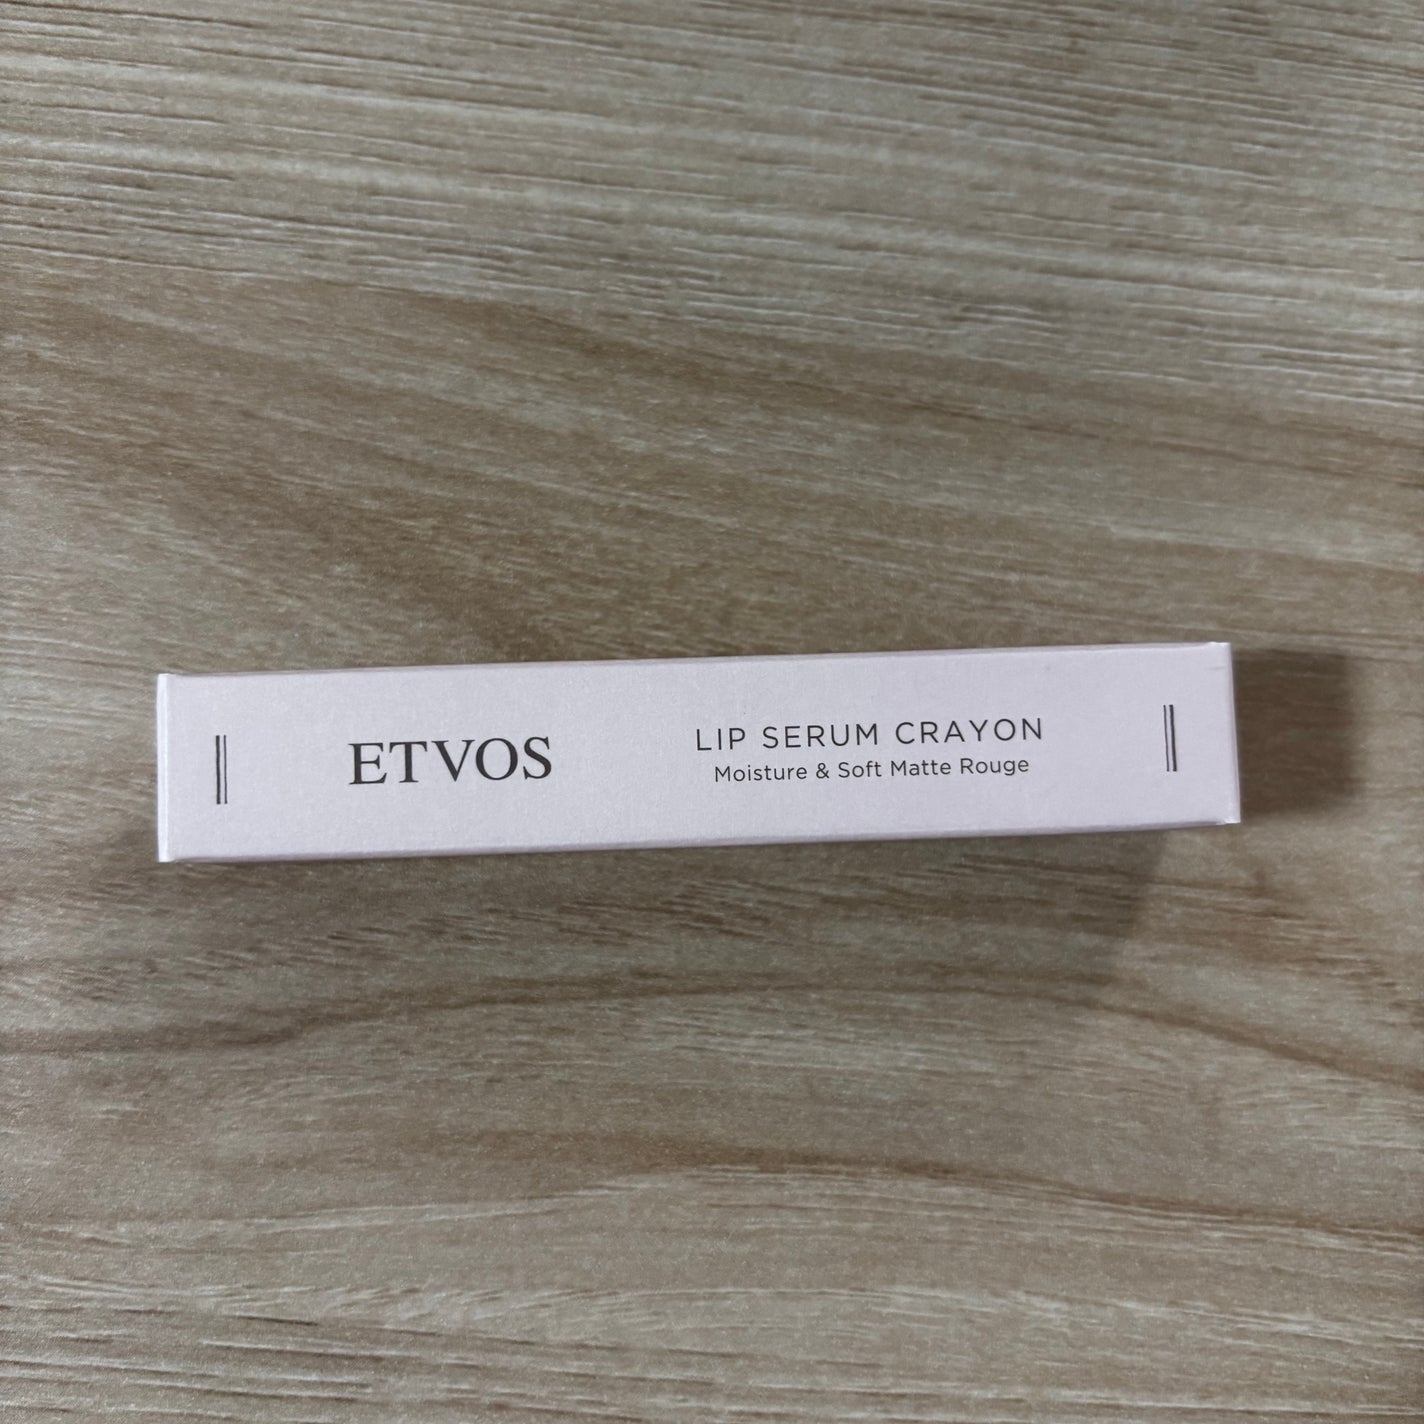 ETVOS
LIP SERUM CRAYON
Moisture & Soft Matte Rouge